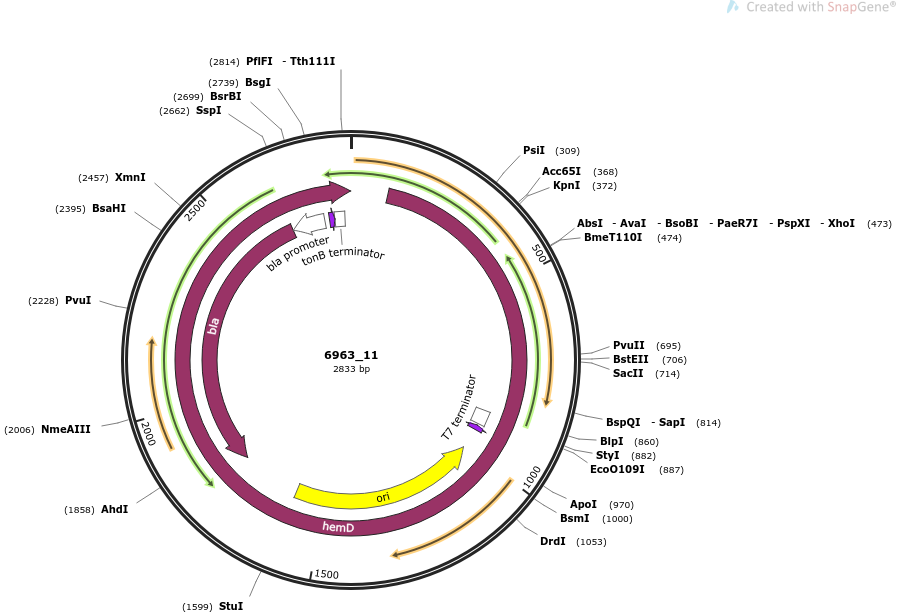 Created with SnapGene®
(2814) PflFI - Tth111I
(2739) BsgI
(2699) BsrBI
(2662) SspI
(2457) XmnI
(2395) BsaHI
(2228) PvuI
(2006) NmeAIII
(1858) AhdI
(1599) StuI
PsiI (309)
Acc65I (368)
KpnI (372)
AbsI - AvaI - BsoBI - PaeR7I - PspXI - XhoI (473)
BmeT110I (474)
PvuII (695)
BstEII (706)
SacII (714)
BspQI - SapI (814)
BlpI (860)
StyI (882)
EcoO109I (887)
ApoI (970)
BsmI (1000)
DrdI (1053)
500
1000
1500
2000
2500
bla promoter
tonB terminator
bla
6963_11
2833 bp
T7 terminator
ori
hemD